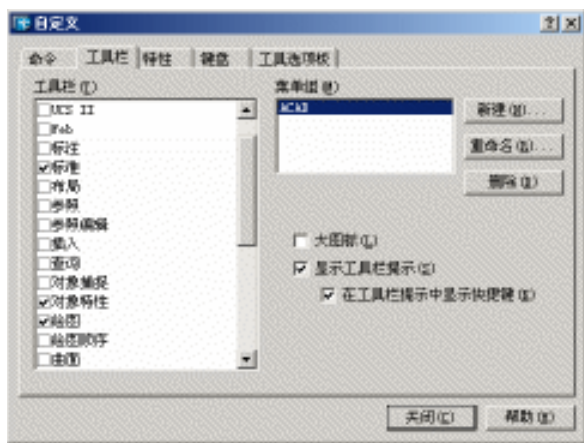 自定义
命令 工具栏 特性 键盘 工具选项板
工具栏(T)
UCS II
Web
标注
标准
布局
参照
参照编辑
插入
查询
对象捕捉
对象特性
绘图
绘图顺序
曲面
菜单组(M)
ACAD
新建(N)...
重命名(R)...
删除(D)
大图标(L)
显示工具栏提示(S)
在工具栏提示中显示快捷键(K)
关闭(C) 帮助(H)